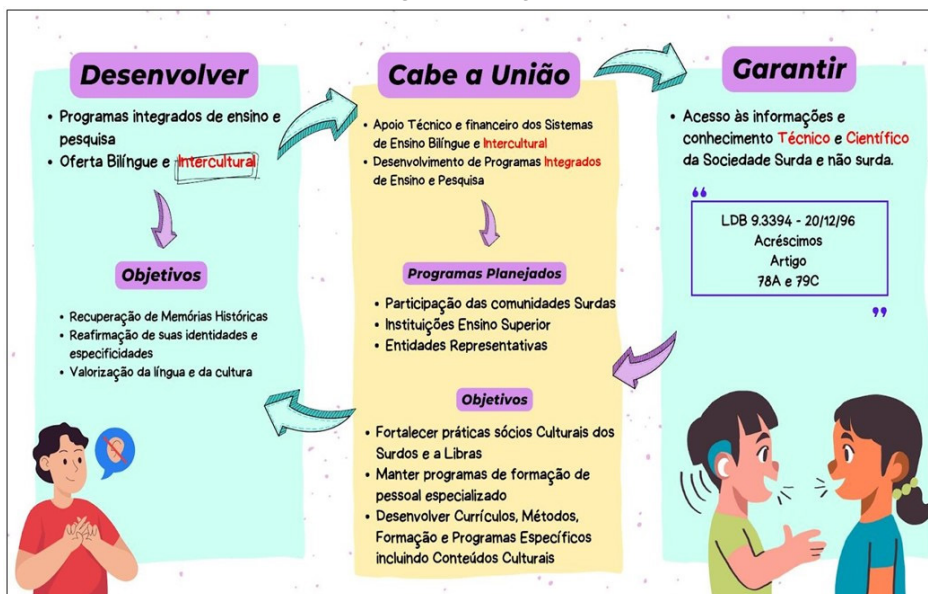 Desenvolver
• Programas integrados de ensino e
pesquisa
• Oferta Bilíngue e Intercultural
Objetivos
• Recuperação de Memórias Históricas
• Reafirmação de suas identidades e
especificidades
• Valorização da língua e da cultura
Cabe a União
• Apoio Técnico e financeiro dos Sistemas
de Ensino Bilíngue e Intercultural
• Desenvolvimento de Programas Integrados
de Ensino e Pesquisa
Programas Planejados
• Participação das comunidades Surdas
• Instituições Ensino Superior
• Entidades Representativas
Objetivos
• Fortalecer práticas sócios Culturais dos
Surdos e a Libras
• Manter programas de formação de
pessoal especializado
• Desenvolver Currículos, Métodos,
Formação e Programas Específicos
incluindo Conteúdos Culturais
Garantir
• Acesso às informações e
conhecimento Técnico e Científico
da Sociedade Surda e não surda.
LDB 9.3394 - 20/12/96
Acréscimos
Artigo
78A e 79C